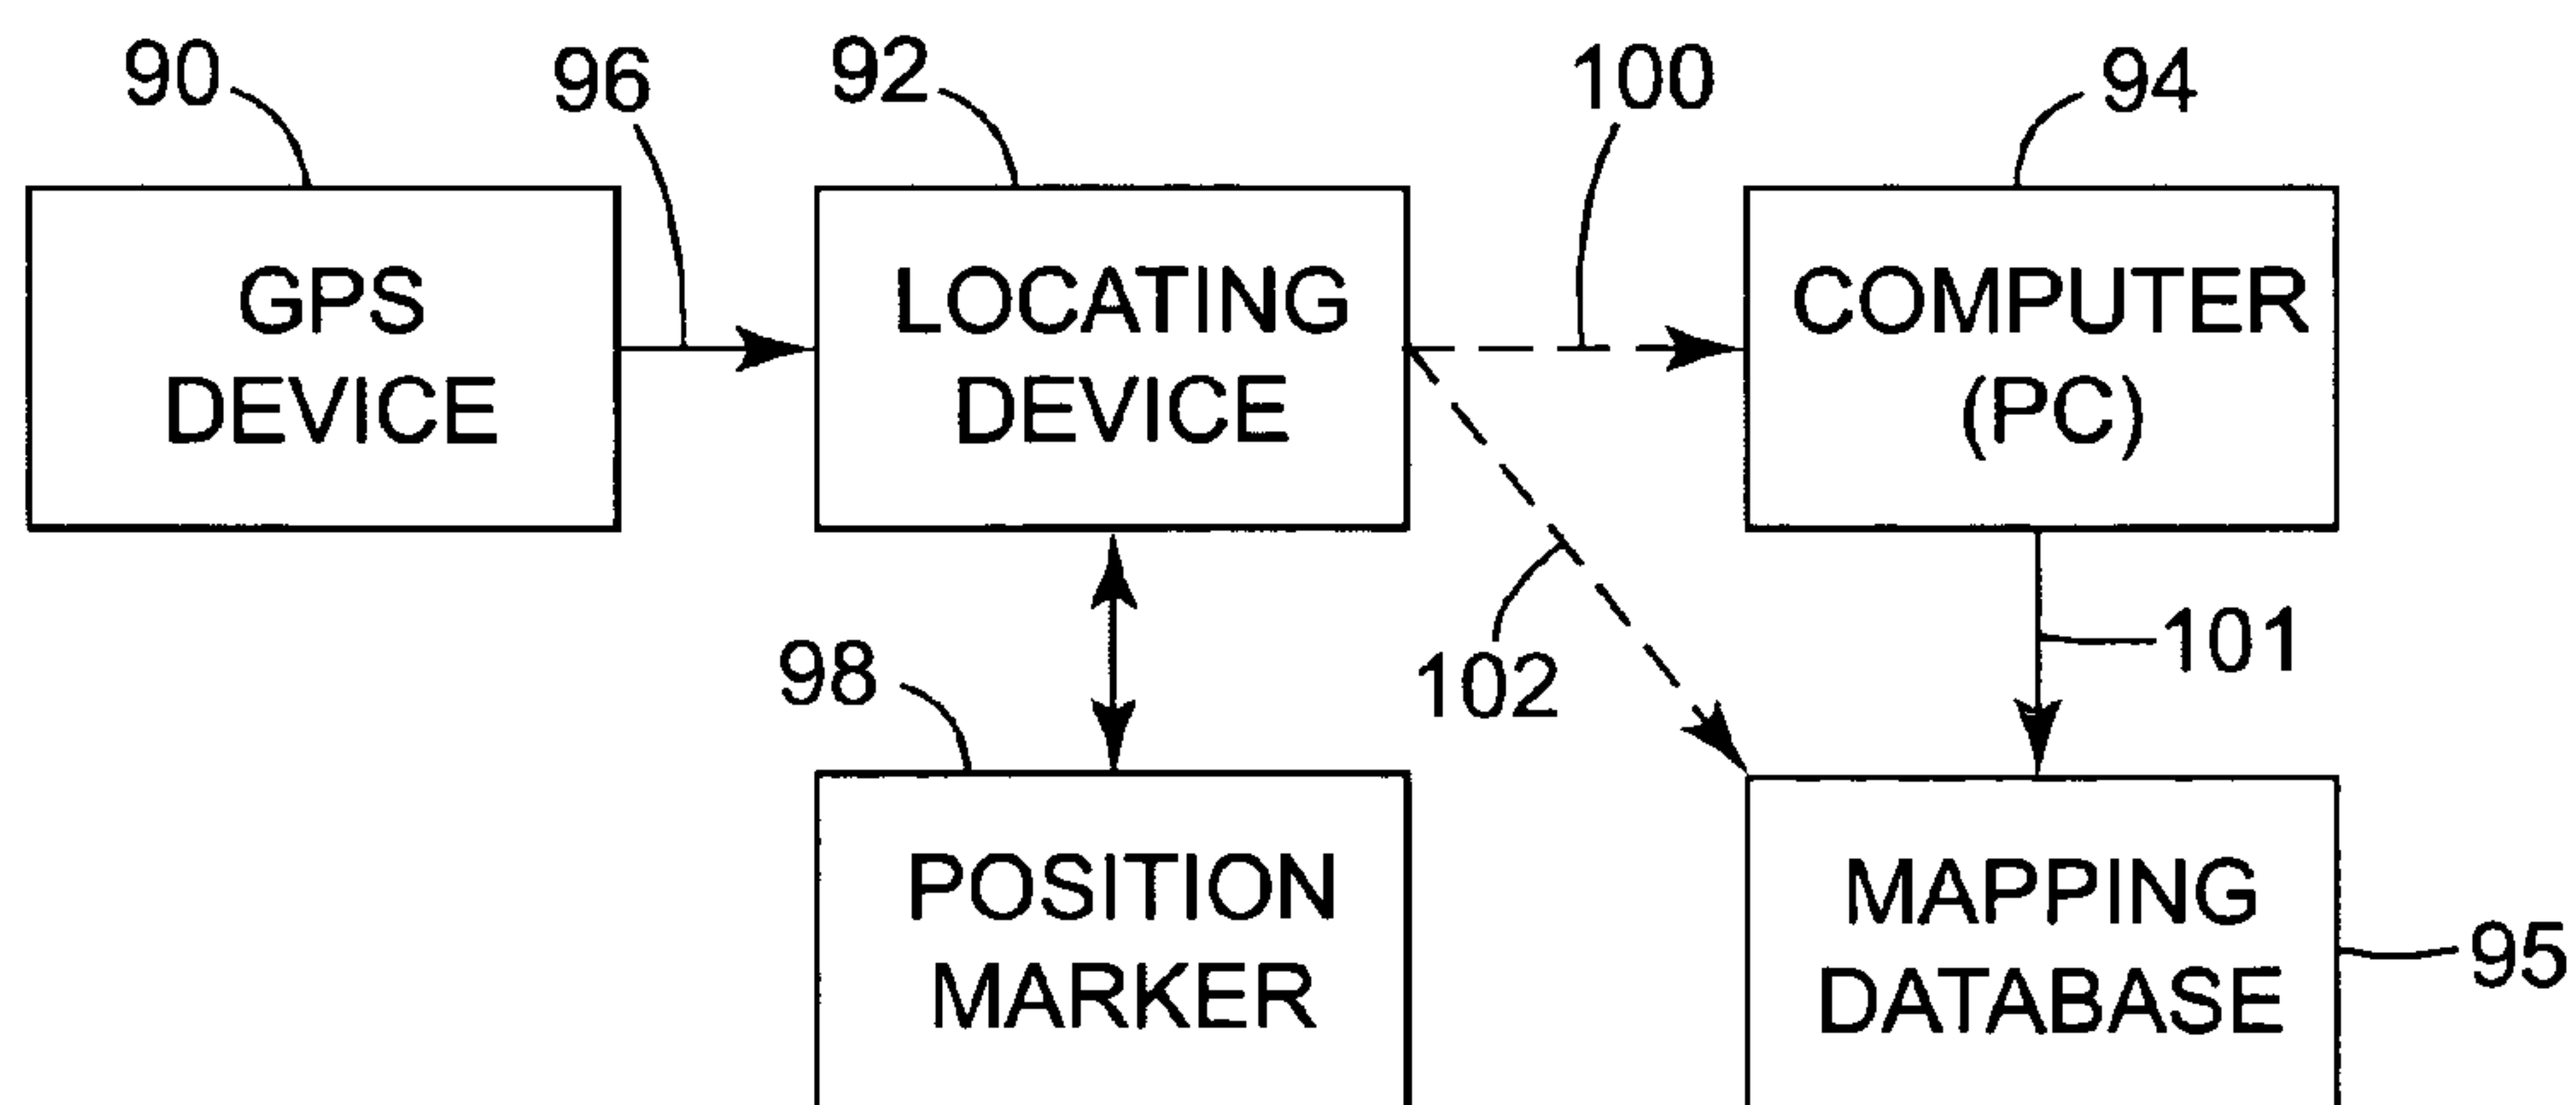 90
96
92
100
94
GPS
DEVICE
LOCATING
DEVICE
COMPUTER
(PC)
98
102
101
POSITION
MARKER
MAPPING
DATABASE
95